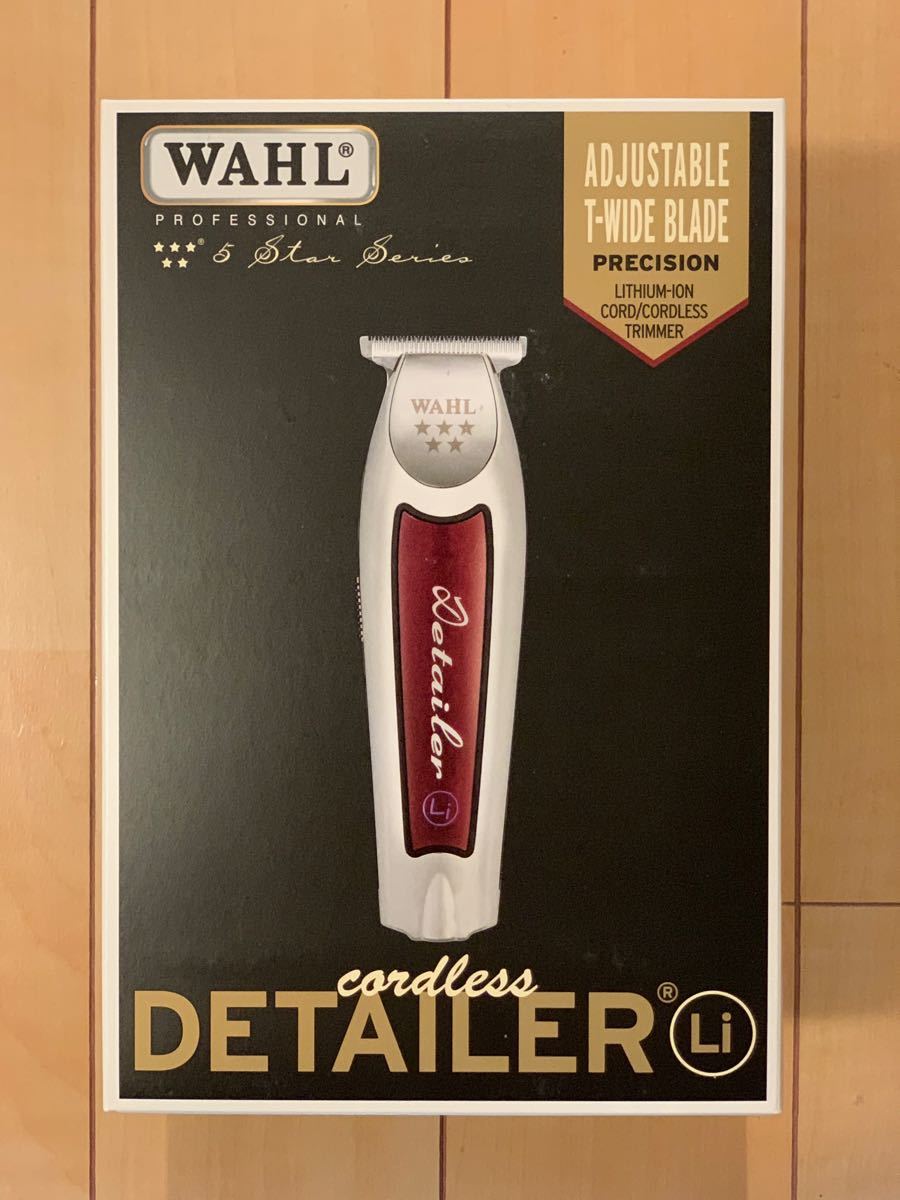 WAHL®
PROFESSIONAL
® 5 Star Series
ADJUSTABLE
T-WIDE BLADE
PRECISION
LITHIUM-ION
CORD/CORDLESS
TRIMMER
WAHL
Detailer
Li
cordless
DETAILER®
Li